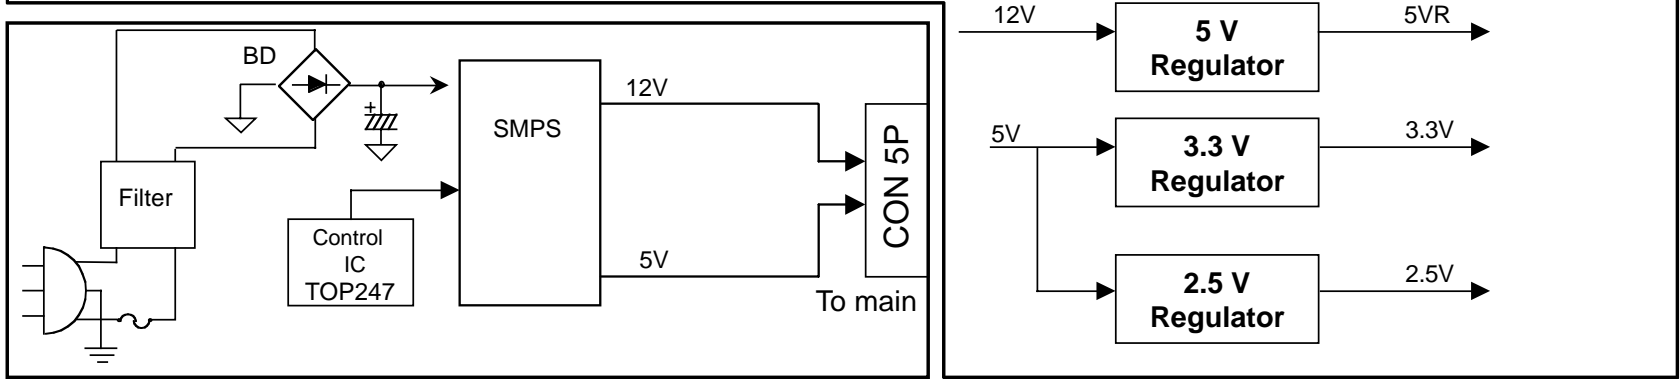 BD
+
Filter
Control
IC
TOP247
SMPS
12V
5V
CON 5P
To main
12V
5 V
Regulator
5VR
5V
3.3 V
Regulator
3.3V
2.5 V
Regulator
2.5V